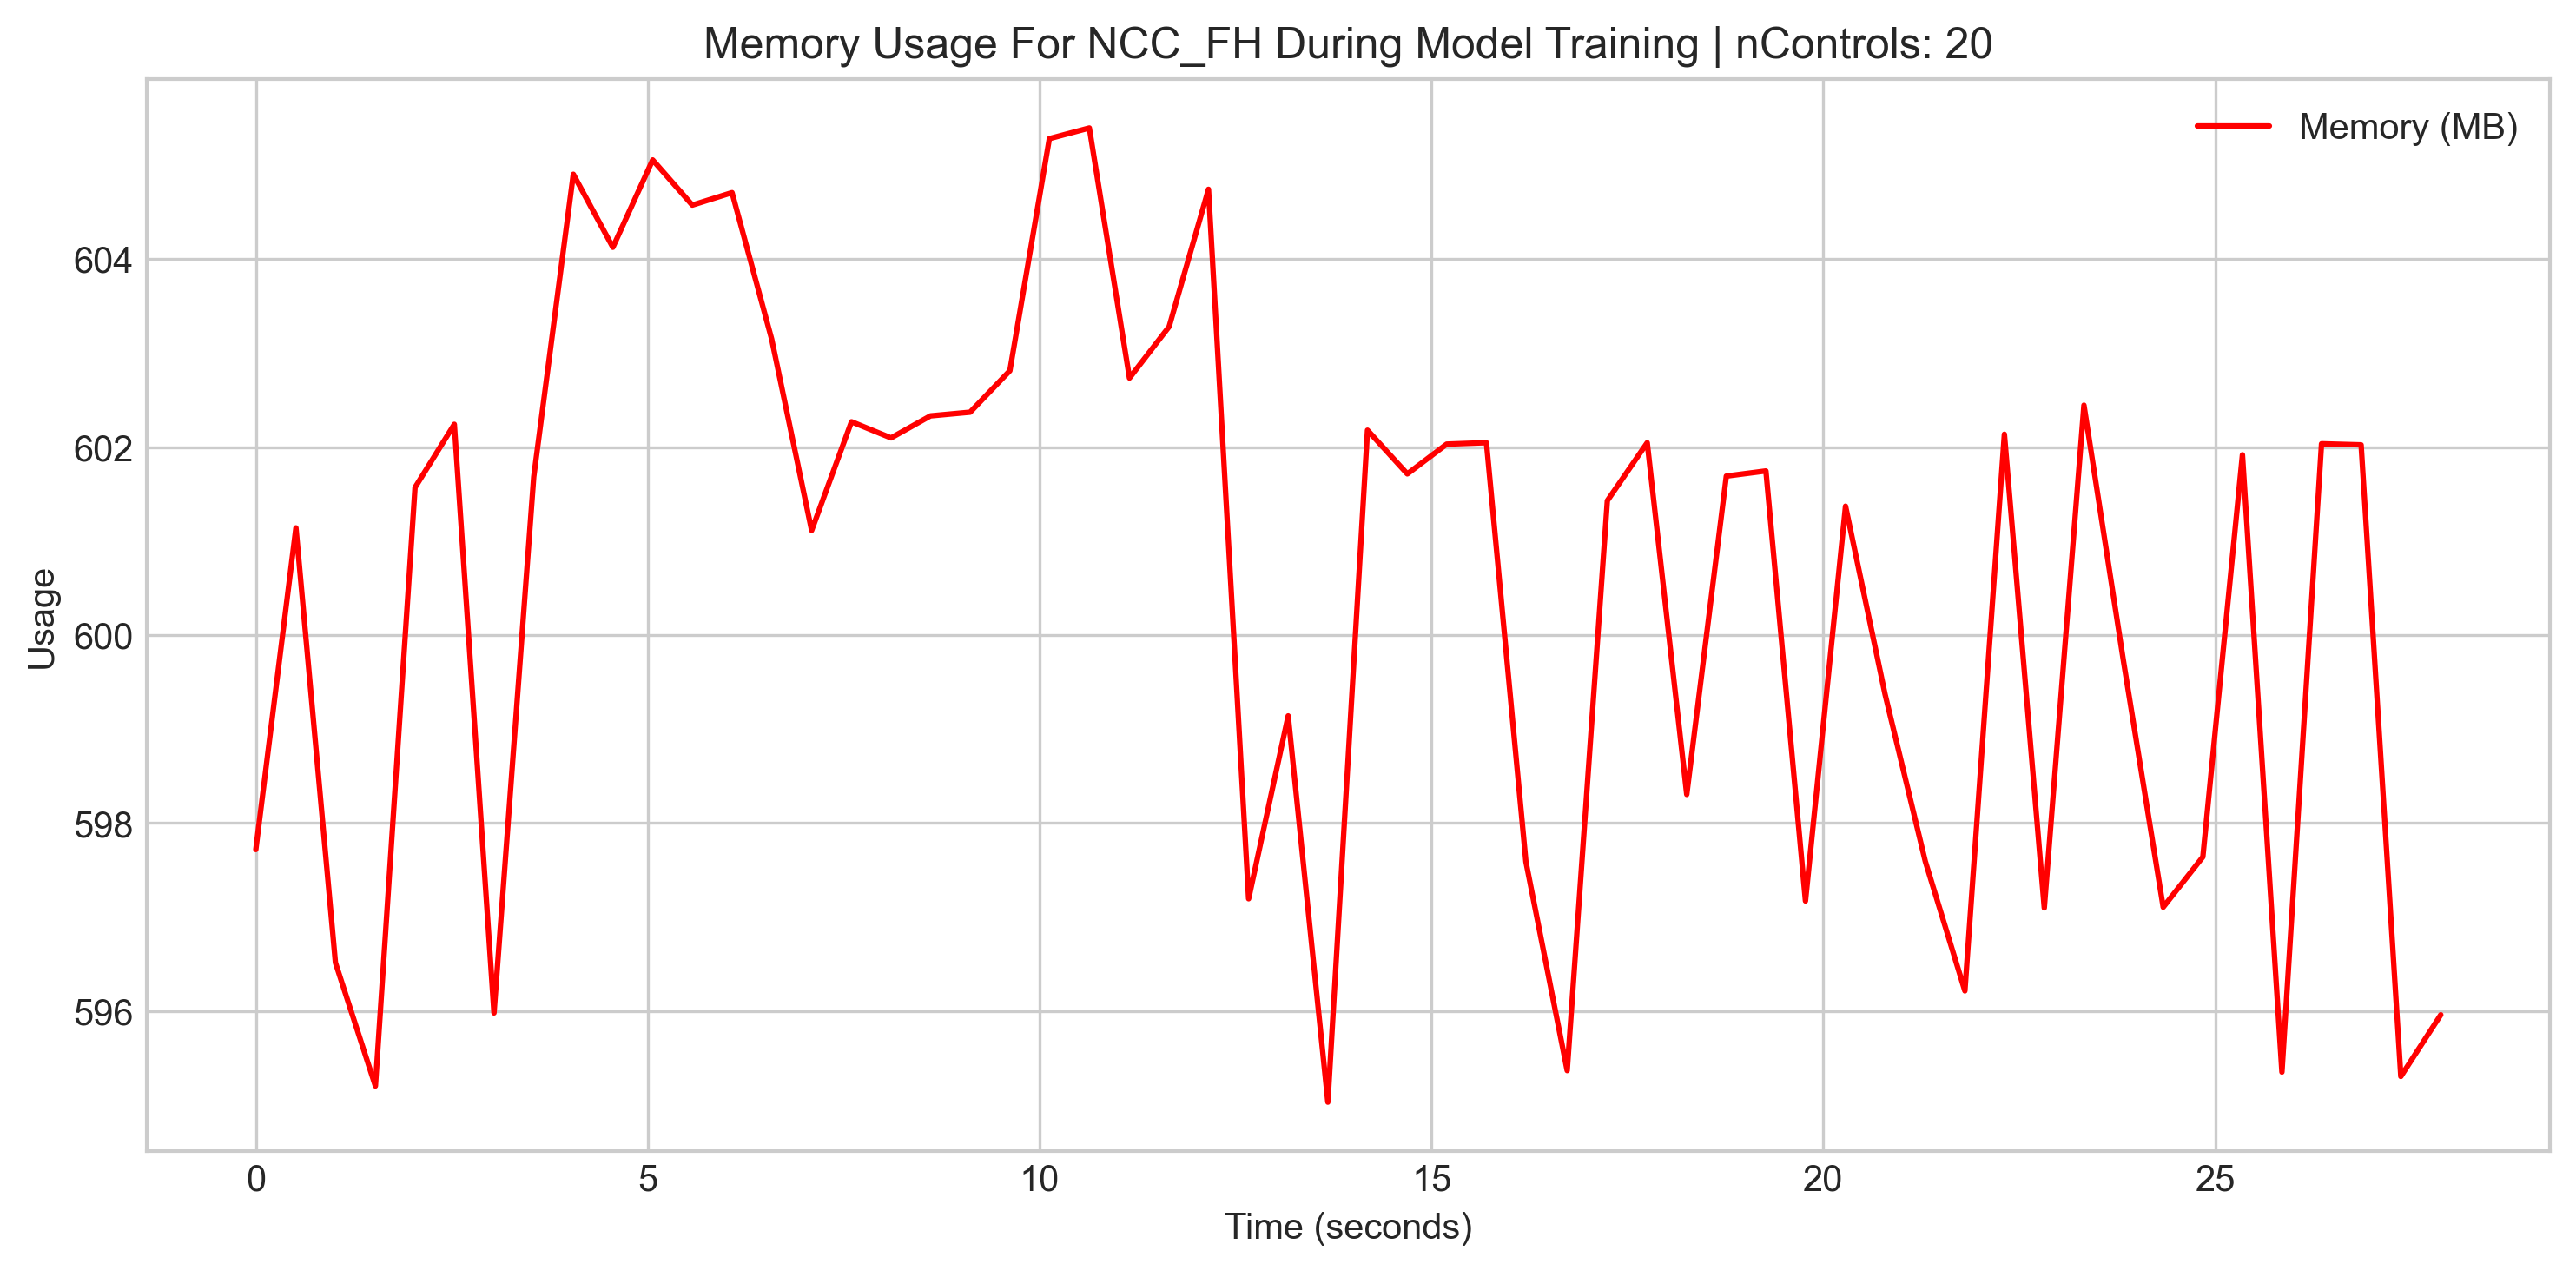 Memory Usage For NCC_FH During Model Training | nControls: 20
Memory (MB)
604
602
600
598
596
Usage
0 5 10 15 20 25
Time (seconds)